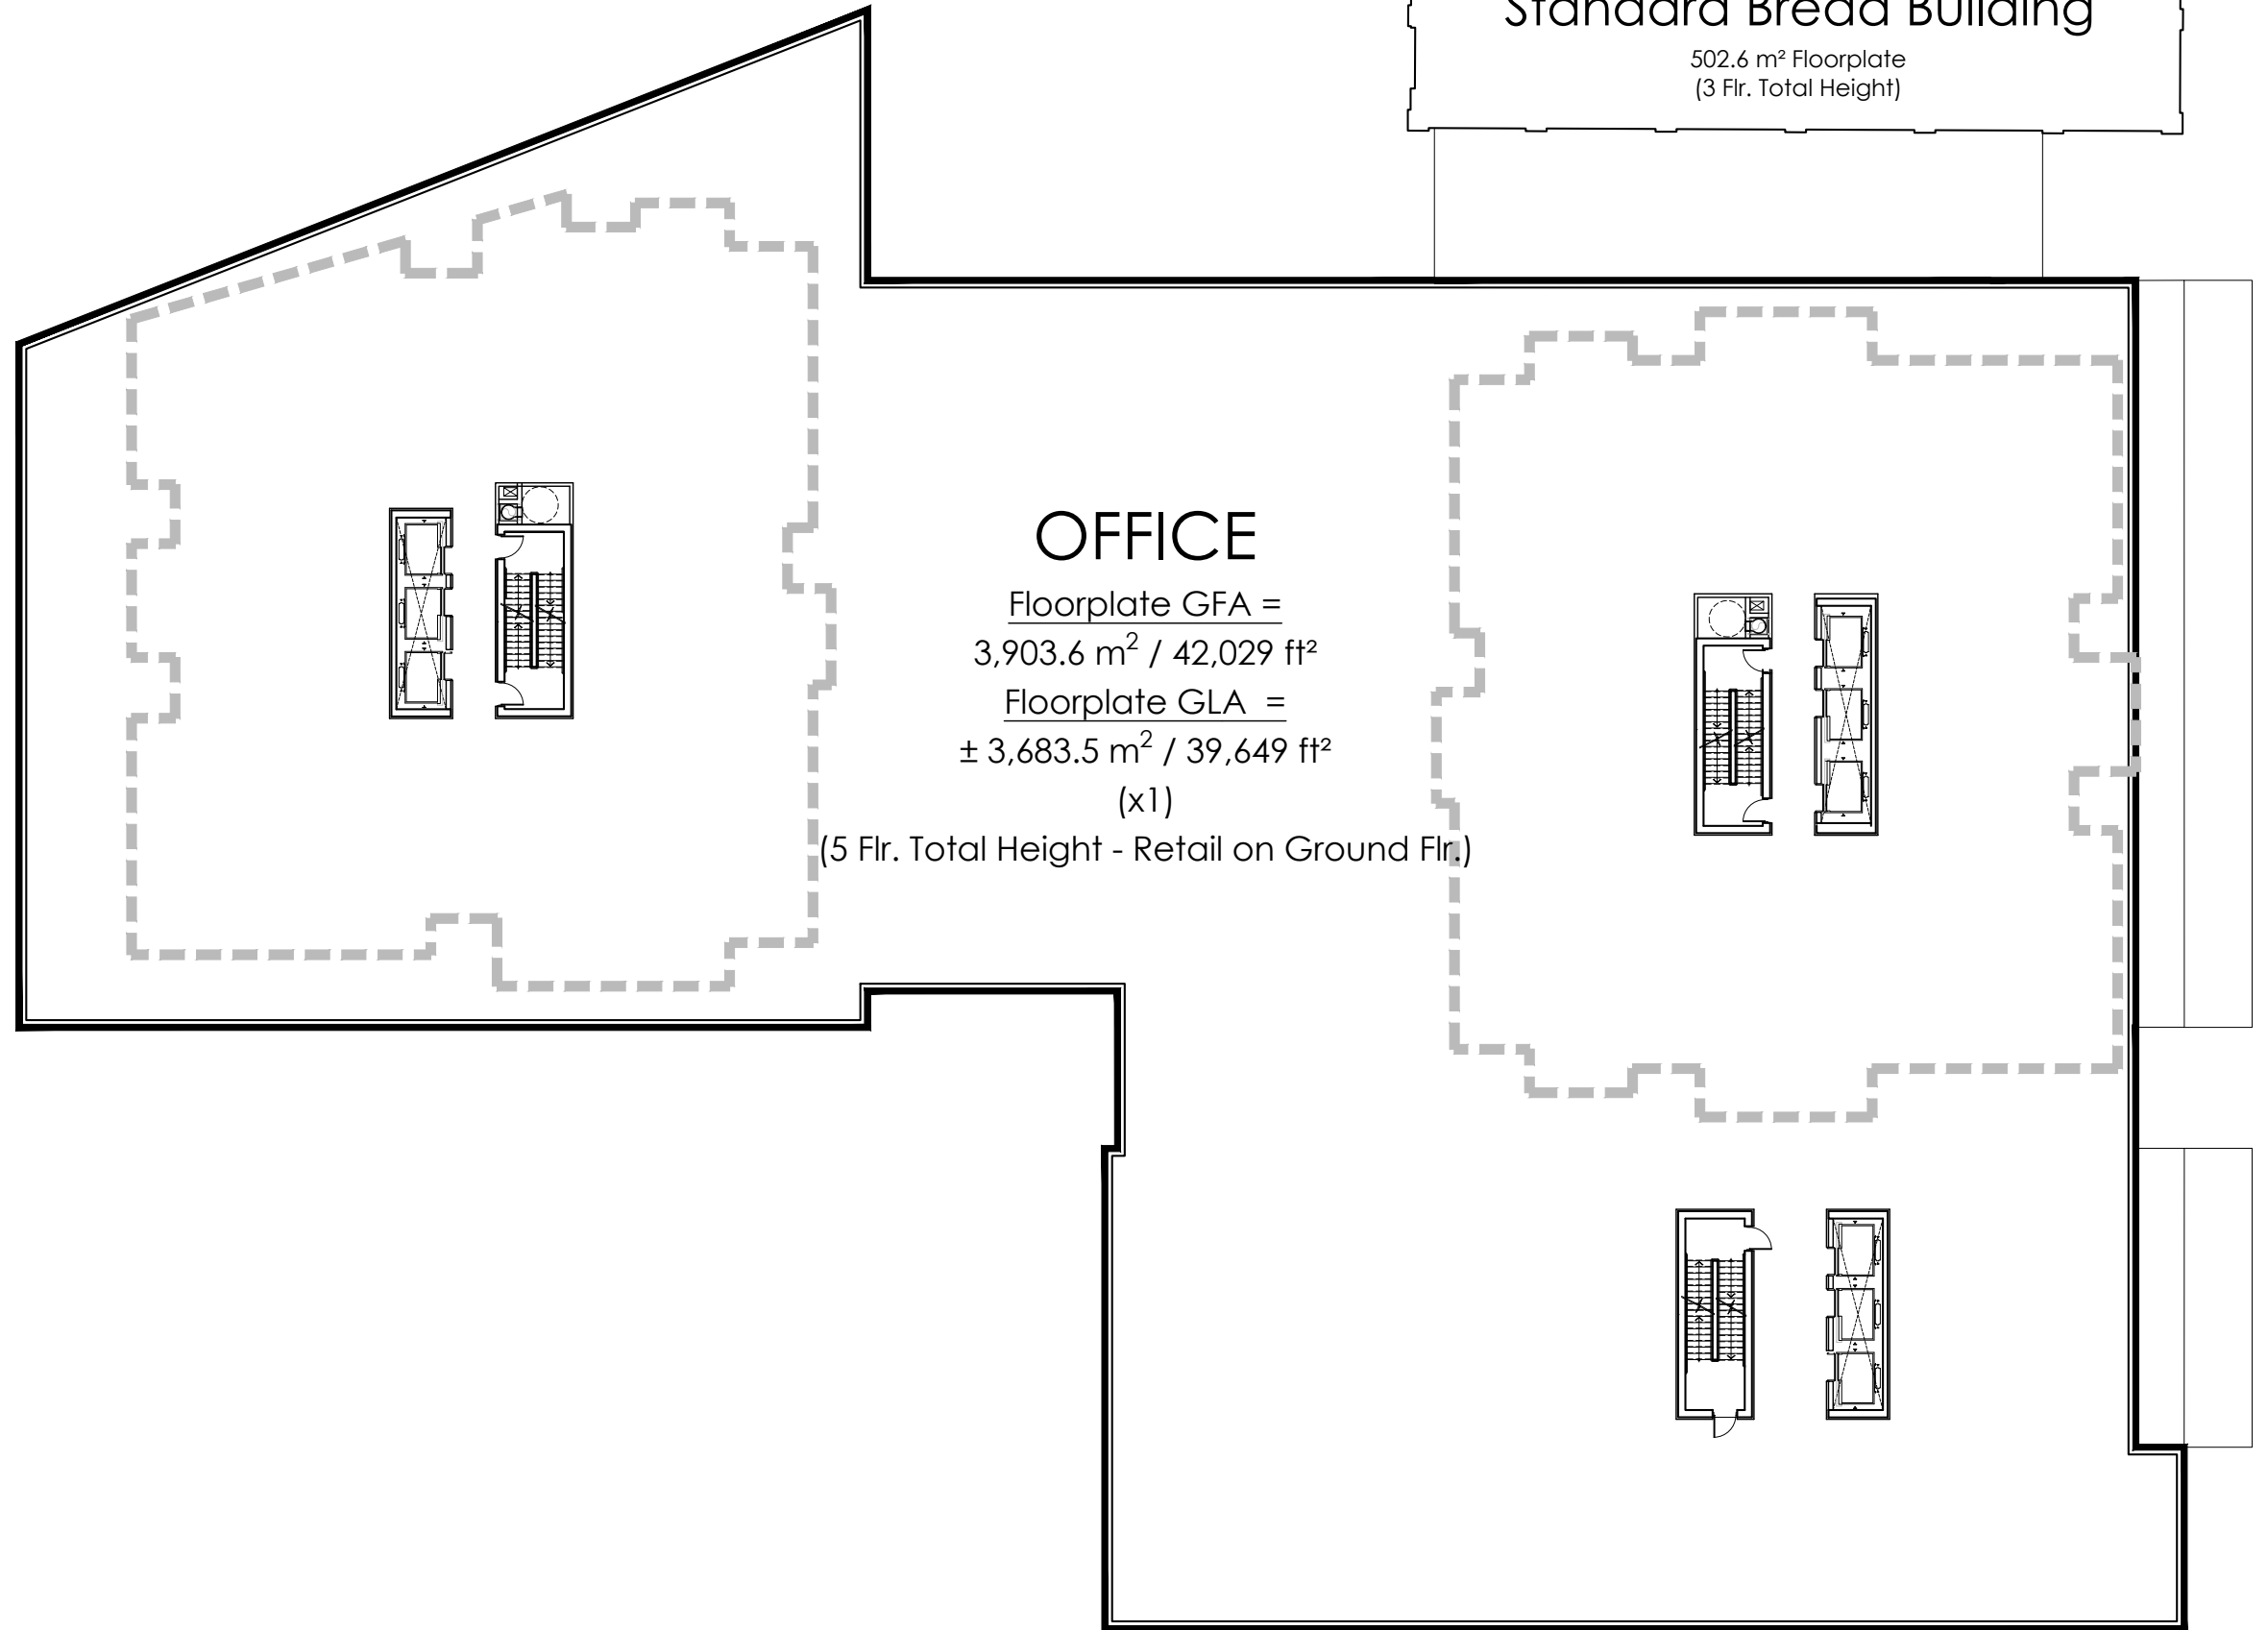 Standard Bread Building
502.6 m² Floorplate
(3 Flr. Total Height)
OFFICE
Floorplate GFA =
3,903.6 m² / 42,029 ft²
Floorplate GLA =
± 3,683.5 m² / 39,649 ft²
(x1)
(5 Flr. Total Height - Retail on Ground Flr.)